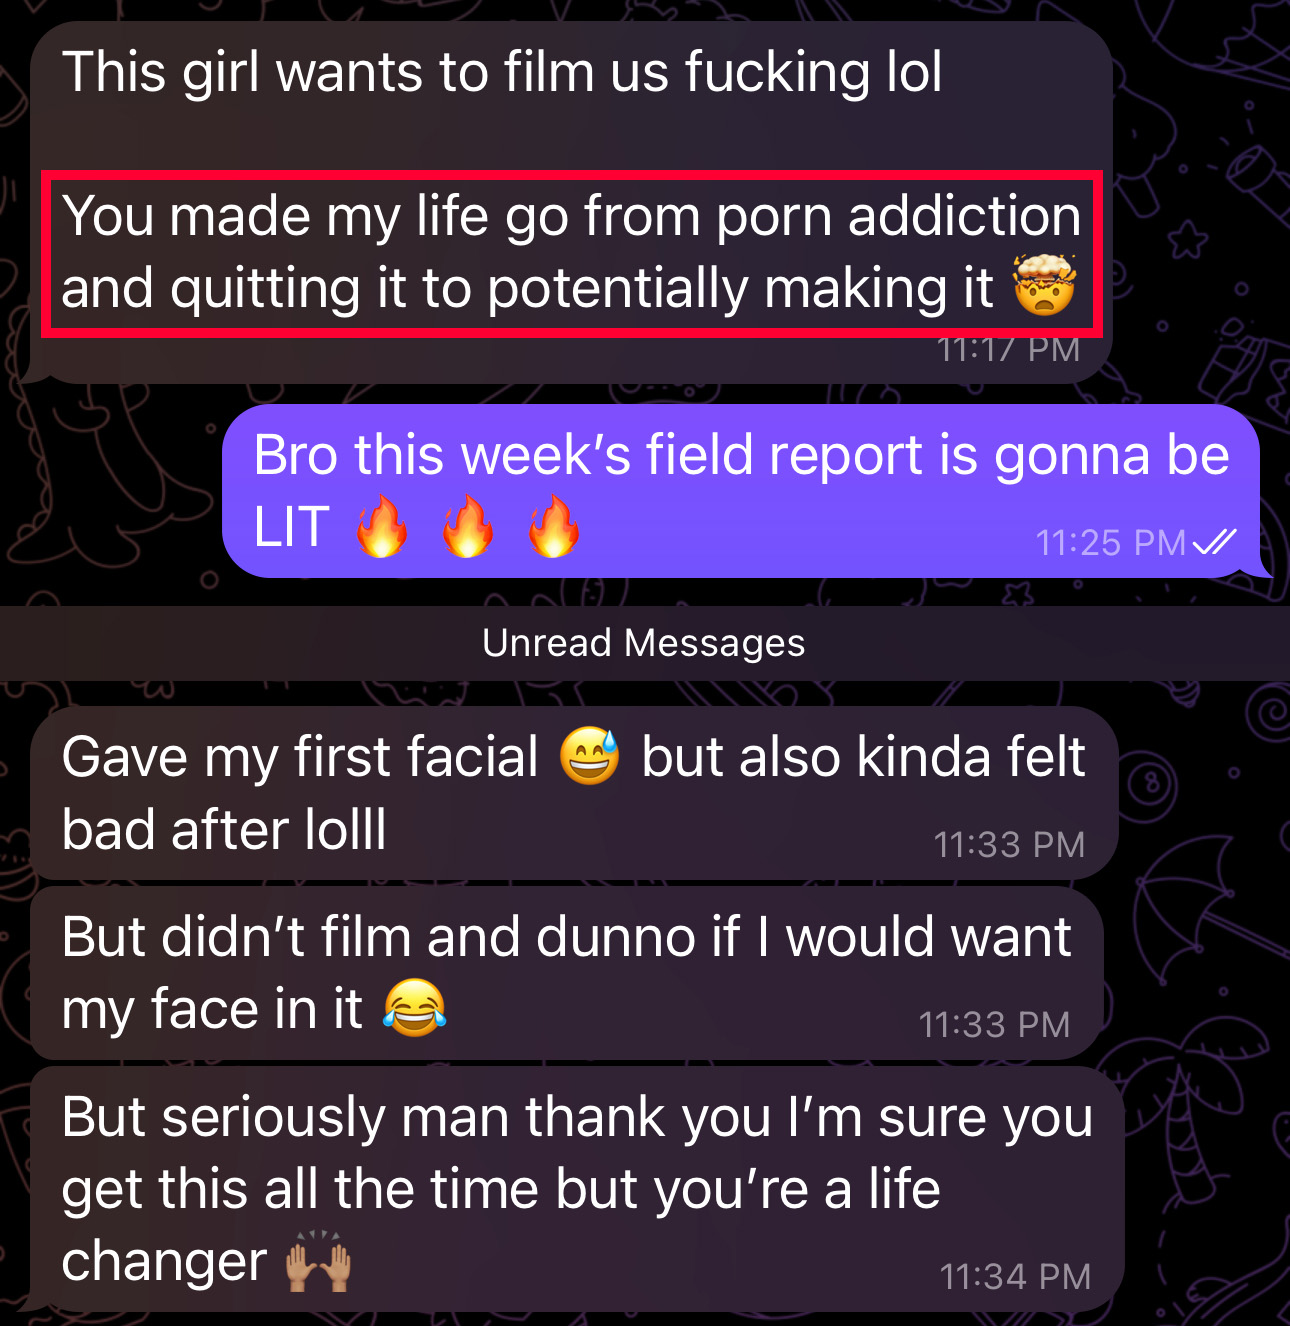 This girl wants to film us fucking lol
You made my life go from porn addiction
and quitting it to potentially making it 🤯
11:17 PM
Bro this week’s field report is gonna be
LIT 🔥 🔥 🔥
11:25 PM
Unread Messages
Gave my first facial 😅 but also kinda felt
bad after lolll
11:33 PM
But didn’t film and dunno if I would want
my face in it 😂
11:33 PM
But seriously man thank you I’m sure you
get this all the time but you’re a life
changer 🙌🏽
11:34 PM